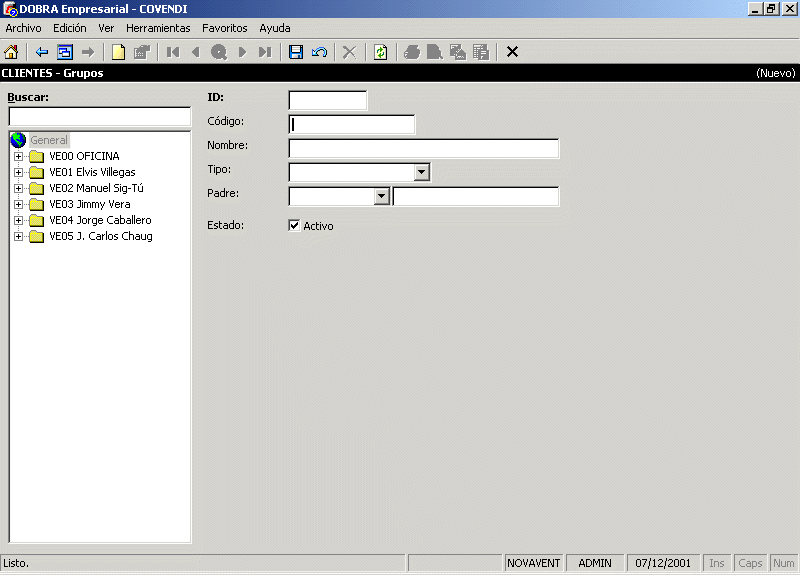 DOBRA Empresarial - COVENDI
Archivo Edición Ver Herramientas Favoritos Ayuda
CLIENTES - Grupos (Nuevo)
Buscar:
General
VE00 OFICINA
VE01 Elvis Villegas
VE02 Manuel Sig-Tú
VE03 Jimmy Vera
VE04 Jorge Caballero
VE05 J. Carlos Chaug
ID:
Código:
Nombre:
Tipo:
Padre:
Estado: Activo
Listo. NOVAVENT ADMIN 07/12/2001 Ins Caps Num